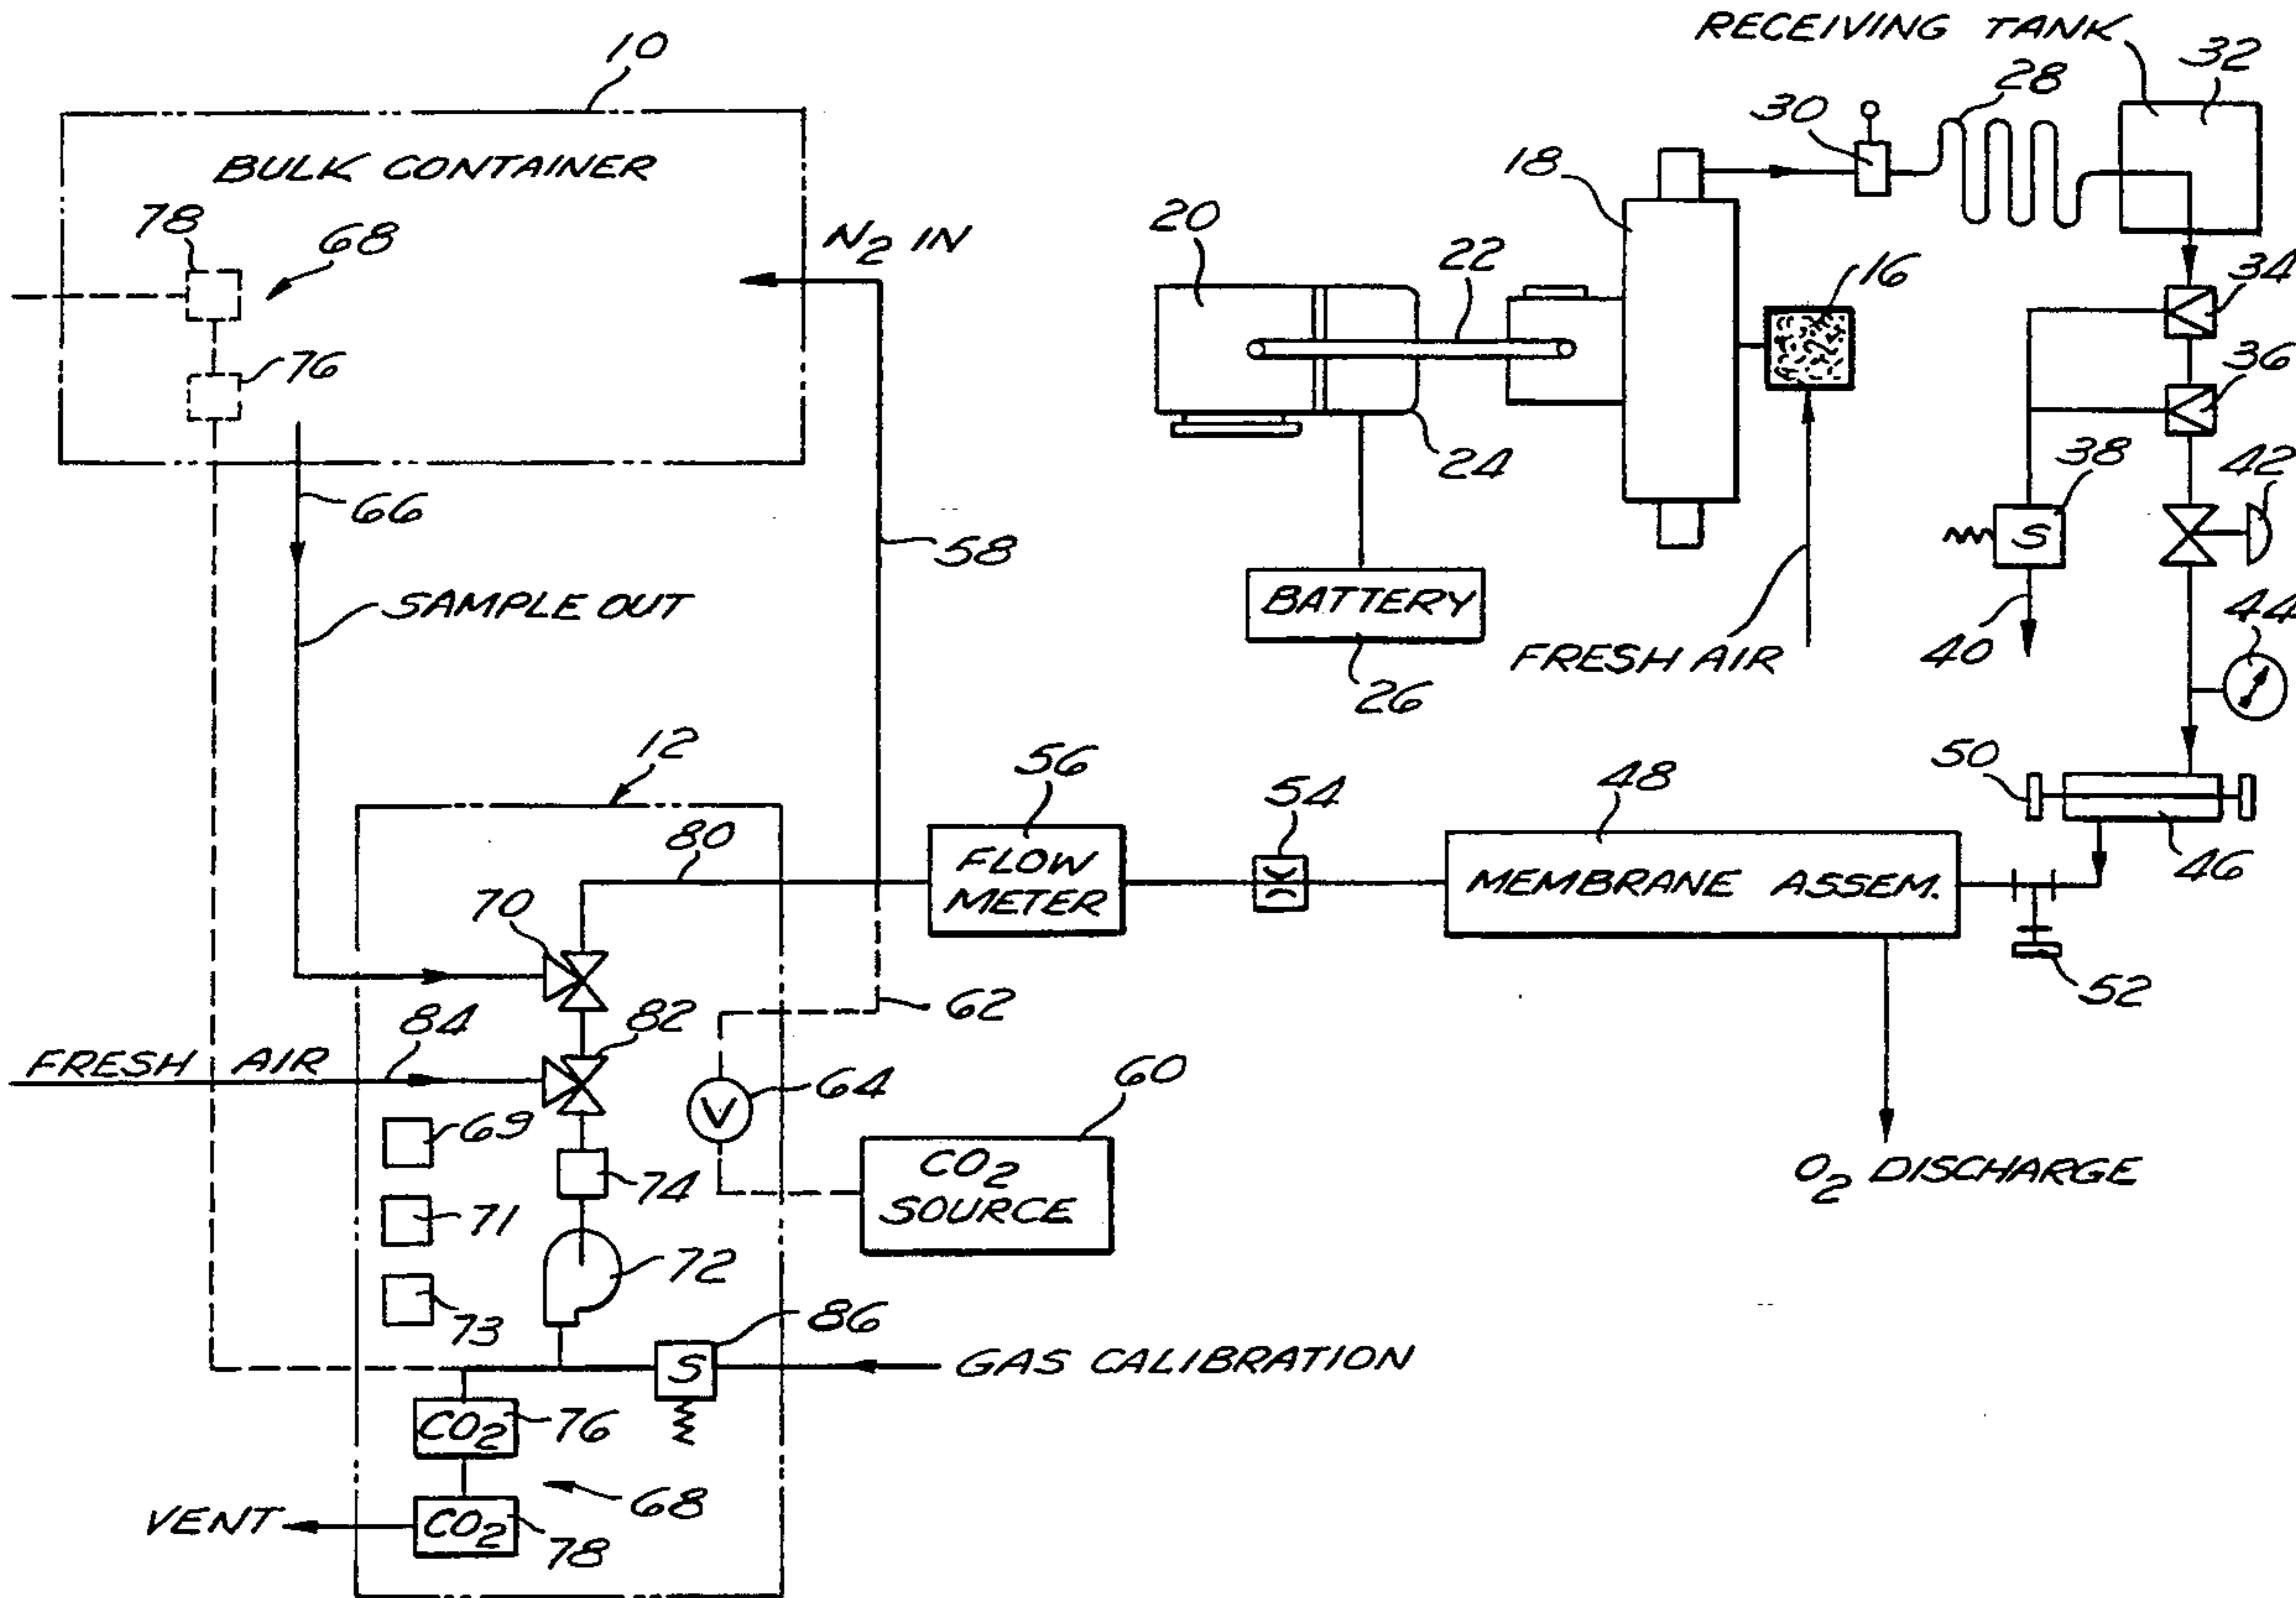 RECEIVING TANK
10
32
28
30
BULK CONTAINER
18
78
68
N2 IN
20
22
16
34
76
36
24
38
42
66
58
S
SAMPLE OUT
BATTERY
44
FRESH AIR
40
26
12
50
56
54
48
80
FLOW METER
MEMBRANE ASSEM.
46
70
62
52
84
82
FRESH AIR
60
64
V
69
CO2 SOURCE
74
O2 DISCHARGE
71
72
73
86
S
GAS CALIBRATION
CO2
76
68
VENT
CO2
78